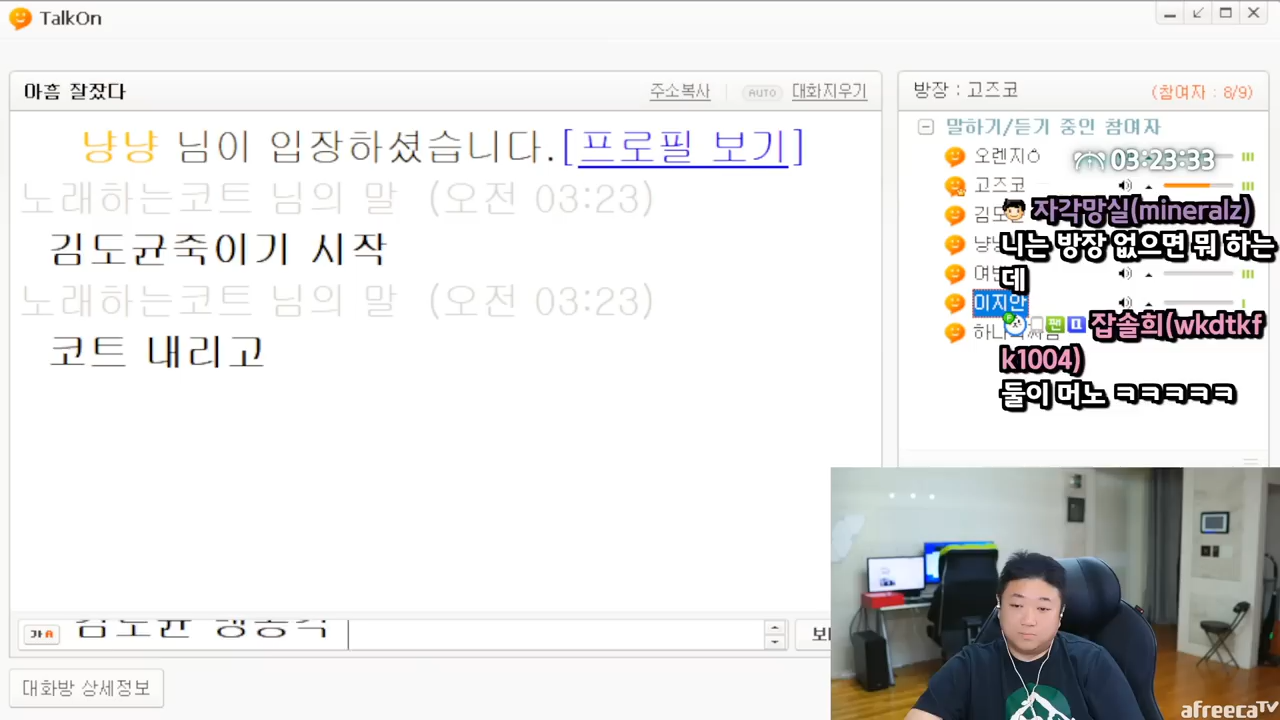 TalkOn
아흠 잘잤다
주소복사
AUTO
대화지우기
방장 : 고즈코
(참여자 : 8/9)
낭낭 님이 입장하셨습니다.[프로필 보기]
노래하는코트 님의 말 (오전 03:23)
김도균죽이기 시작
노래하는코트 님의 말 (오전 03:23)
코트 내리고
말하기/듣기 중인 참여자
오렌지
03:23:33
고즈코
자각망실(mineralz)
니는 방장 없으면 뭐 하는
데
이지안
잡솔희(wkdtkf
k1004)
둘이 머노 ㅋㅋㅋㅋㅋ
가A
김도균
대화방 상세정보
afreecaTV